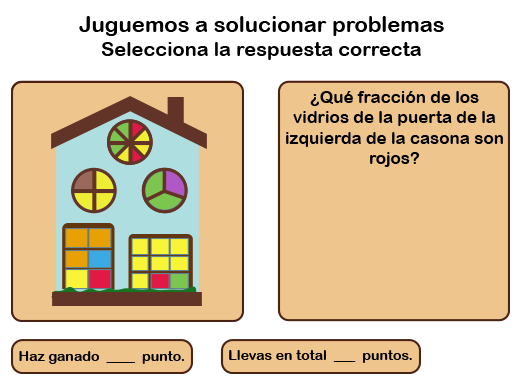 Juguemos a solucionar problemas
Selecciona la respuesta correcta
¿Qué fracción de los
vidrios de la puerta de la
izquierda de la casona son
rojos?
Haz ganado ____ punto.
Llevas en total ___ puntos.